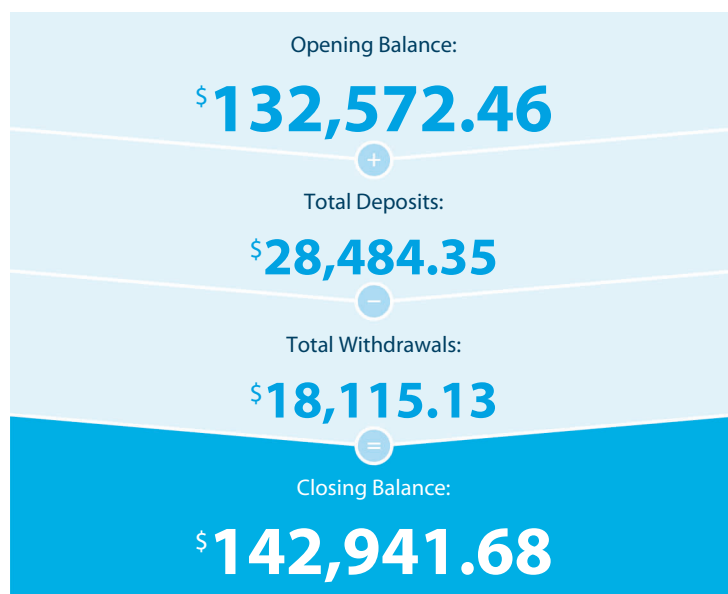 Opening Balance:
$132,572.46
+
Total Deposits:
$28,484.35
−
Total Withdrawals:
$18,115.13
=
Closing Balance:
$142,941.68